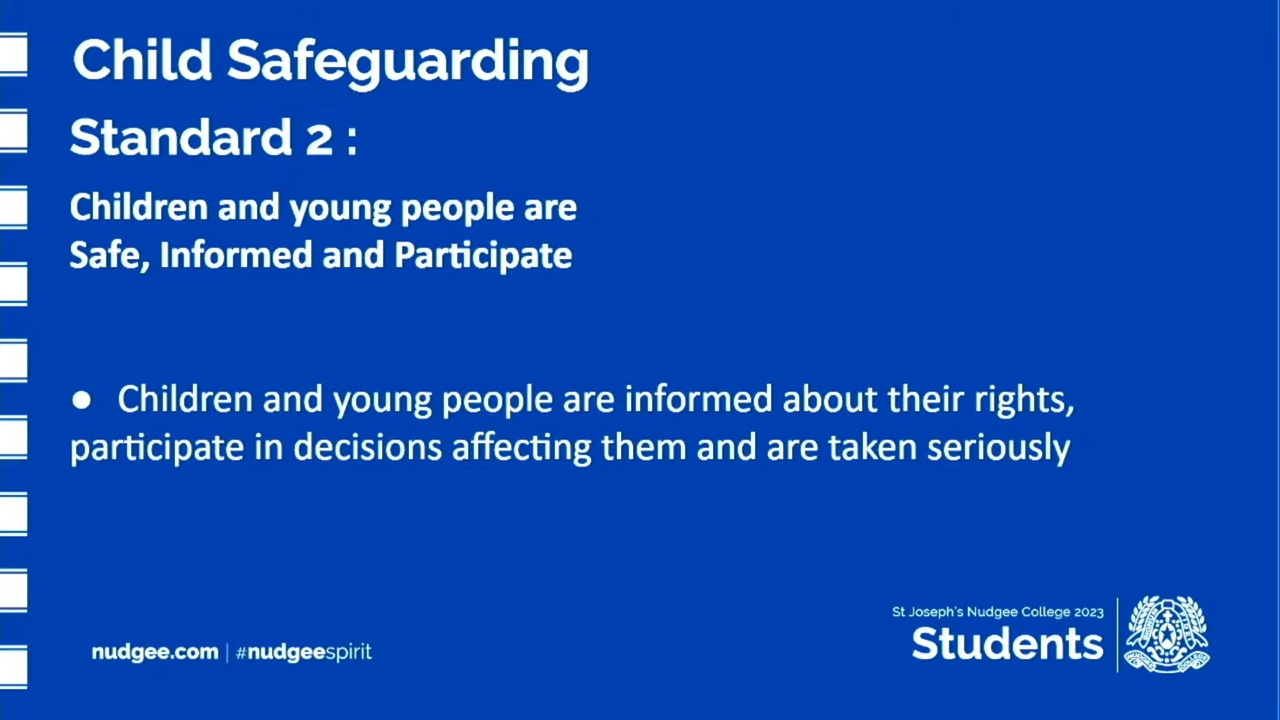 Child Safeguarding
Standard 2 :
Children and young people are
Safe, Informed and Participate
● Children and young people are informed about their rights,
participate in decisions affecting them and are taken seriously
St Joseph's Nudgee College 2023
Students
nudgee.com | #nudgeespirit